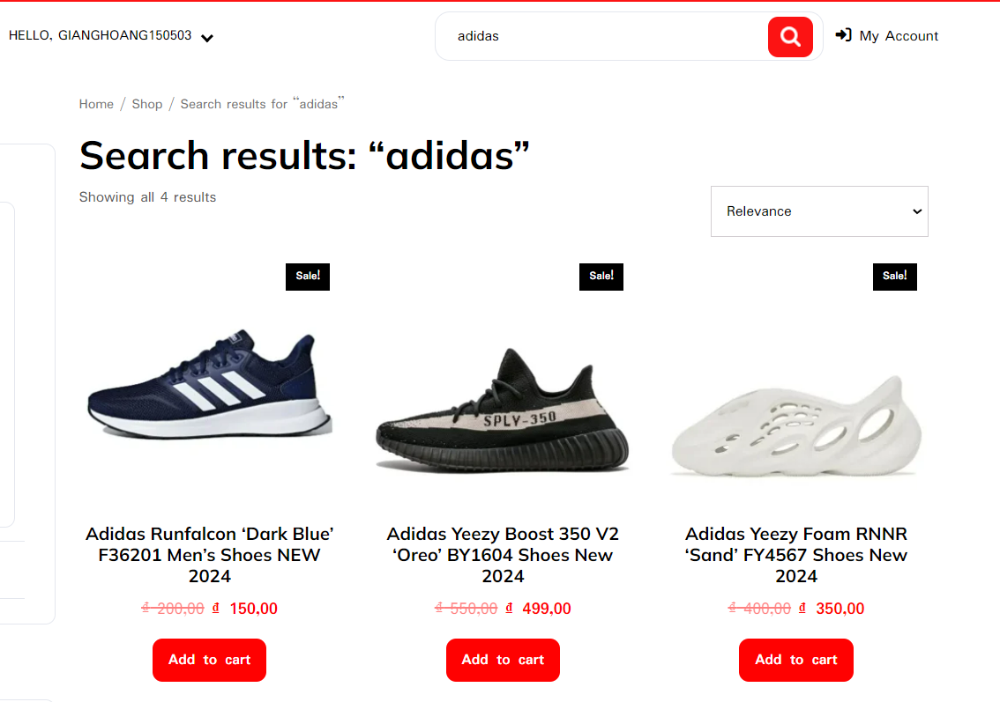 HELLO, GIANGHOANG150503
adidas
My Account
Home / Shop / Search results for “adidas”
Search results: “adidas”
Showing all 4 results
Relevance
Sale!
Sale!
Sale!
SPLY-350
Adidas Runfalcon ‘Dark Blue’
F36201 Men’s Shoes NEW
2024
₫ 200,00 ₫ 150,00
Add to cart
Adidas Yeezy Boost 350 V2
‘Oreo’ BY1604 Shoes New
2024
₫ 550,00 ₫ 499,00
Add to cart
Adidas Yeezy Foam RNNR
‘Sand’ FY4567 Shoes New
2024
₫ 400,00 ₫ 350,00
Add to cart